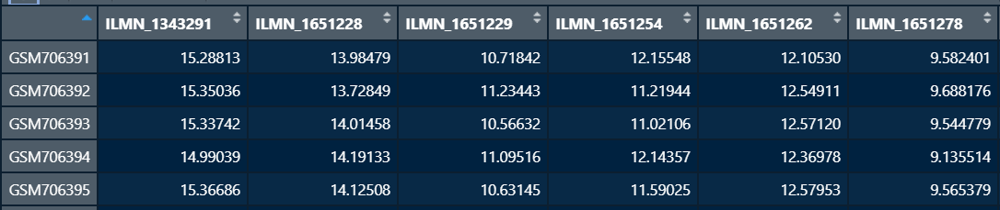 ILMN_1343291 ILMN_1651228 ILMN_1651229 ILMN_1651254 ILMN_1651262 ILMN_1651278
GSM706391 15.28813 13.98479 10.71842 12.15548 12.10530 9.582401
GSM706392 15.35036 13.72849 11.23443 11.21944 12.54911 9.688176
GSM706393 15.33742 14.01458 10.56632 11.02106 12.57120 9.544779
GSM706394 14.99039 14.19133 11.09516 12.14357 12.36978 9.135514
GSM706395 15.36686 14.12508 10.63145 11.59025 12.57953 9.565379